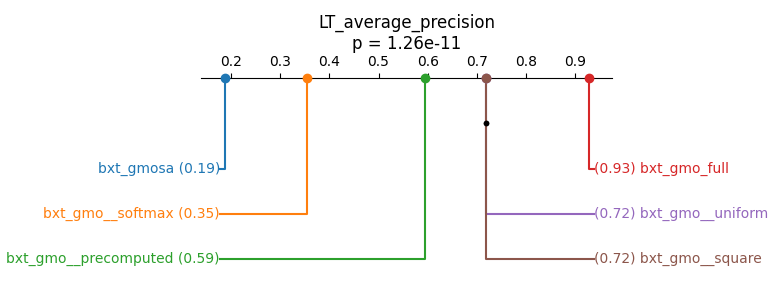 LT_average_precision
p = 1.26e-11
0.2 0.3 0.4 0.5 0.6 0.7 0.8 0.9
bxt_gmosa (0.19) (0.93) bxt_gmo_full
bxt_gmo__softmax (0.35) (0.72) bxt_gmo__uniform
bxt_gmo__precomputed (0.59) (0.72) bxt_gmo__square